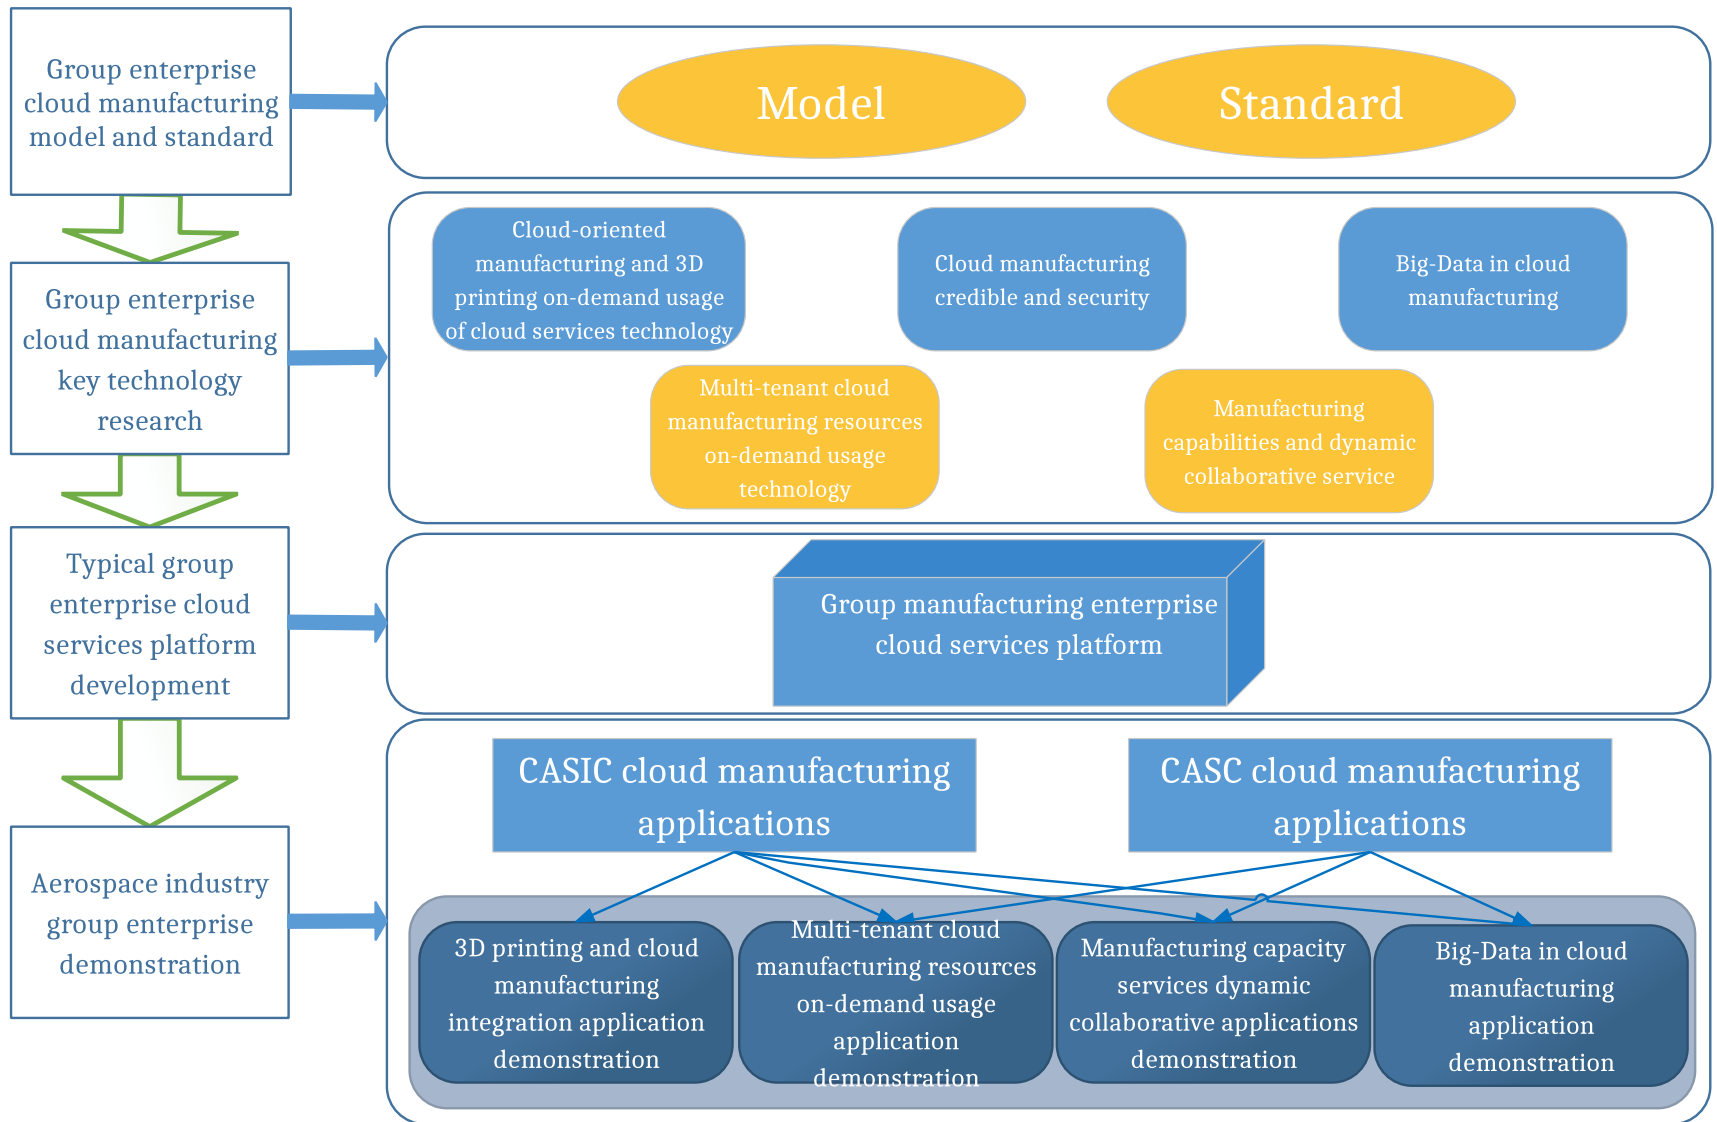 Group enterprise
cloud manufacturing
model and standard
Model
Standard
Group enterprise
cloud manufacturing
key technology
research
Cloud-oriented
manufacturing and 3D
printing on-demand usage
of cloud services technology
Cloud manufacturing
credible and security
Big-Data in cloud
manufacturing
Multi-tenant cloud
manufacturing resources
on-demand usage
technology
Manufacturing
capabilities and dynamic
collaborative service
Typical group
enterprise cloud
services platform
development
Group manufacturing enterprise
cloud services platform
Aerospace industry
group enterprise
demonstration
CASIC cloud manufacturing
applications
CASC cloud manufacturing
applications
3D printing and cloud
manufacturing
integration application
demonstration
Multi-tenant cloud
manufacturing resources
on-demand usage
application
demonstration
Manufacturing capacity
services dynamic
collaborative applications
demonstration
Big-Data in cloud
manufacturing
application
demonstration